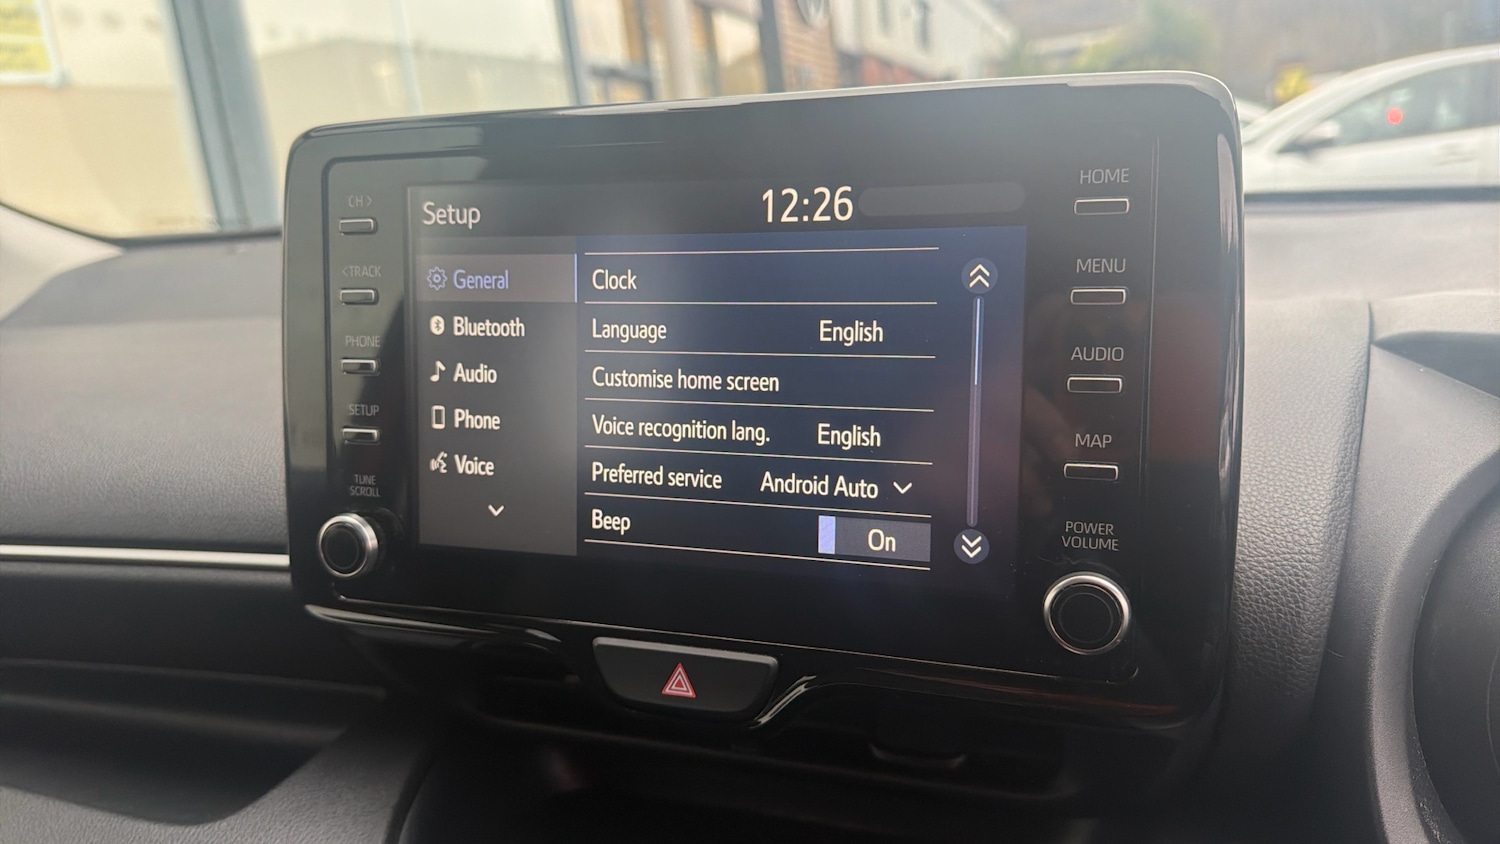 Setup
12:26
General
Bluetooth
Audio
Phone
Voice
Clock
Language English
Customise home screen
Voice recognition lang. English
Preferred service Android Auto
Beep On
CH >
< TRACK
PHONE
SETUP
TUNE
SCROLL
HOME
MENU
AUDIO
MAP
POWER
VOLUME